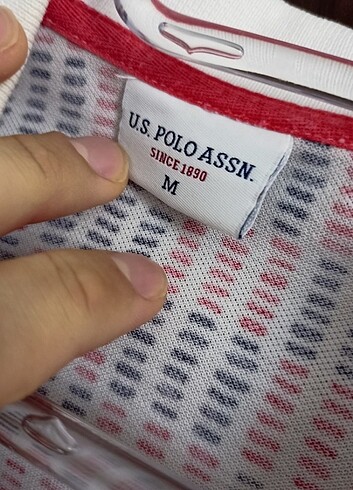 U.S. POLO ASSN.
SINCE 1890
M